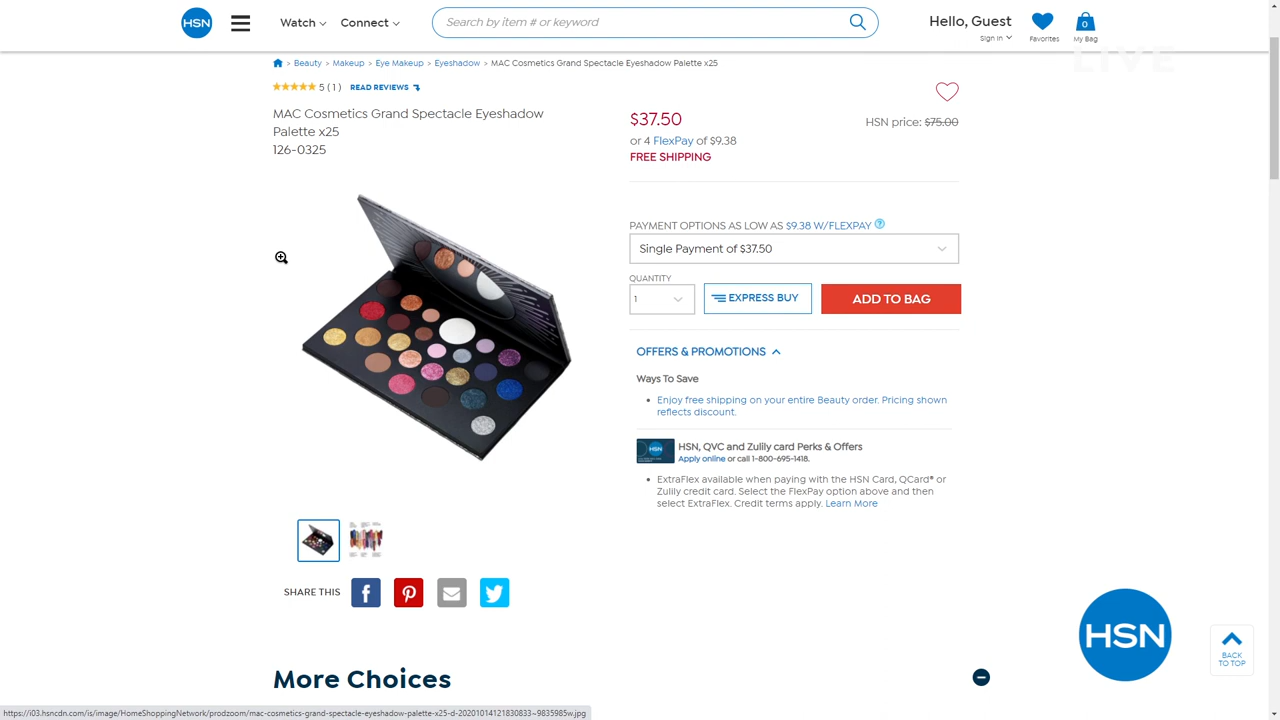 HSN
Watch
Connect
Search by item # or keyword
Hello, Guest
Sign In
Favorites
0
My Bag
LIVE
> Beauty > Makeup > Eye Makeup > Eyeshadow > MAC Cosmetics Grand Spectacle Eyeshadow Palette x25
5 ( 1 ) READ REVIEWS
MAC Cosmetics Grand Spectacle Eyeshadow
Palette x25
126-0325
$37.50
HSN price: $75.00
or 4 FlexPay of $9.38
FREE SHIPPING
PAYMENT OPTIONS AS LOW AS $9.38 W/FLEXPAY ?
Single Payment of $37.50
QUANTITY
1
EXPRESS BUY
ADD TO BAG
OFFERS & PROMOTIONS
Ways To Save
• Enjoy free shipping on your entire Beauty order. Pricing shown
reflects discount.
HSN
HSN, QVC and Zulily card Perks & Offers
Apply online or call 1-800-695-1418.
• ExtraFlex available when paying with the HSN Card, QCard® or
Zulily credit card. Select the FlexPay option above and then
select ExtraFlex. Credit terms apply. Learn More
SHARE THIS
HSN
BACK
TO TOP
More Choices
https://i03.hsncdn.com/is/image/HomeShoppingNetwork/prodzoom/mac-cosmetics-grand-spectacle-eyeshadow-palette-x25-d-20201014121830833~9835985w.jpg